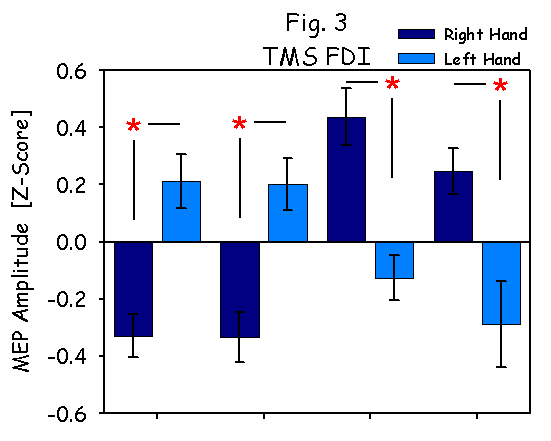 Fig. 3
TMS FDI
Right Hand
Left Hand
MEP Amplitude [Z-Score]
0.6
0.4
0.2
0.0
-0.2
-0.4
-0.6
*
*
*
*